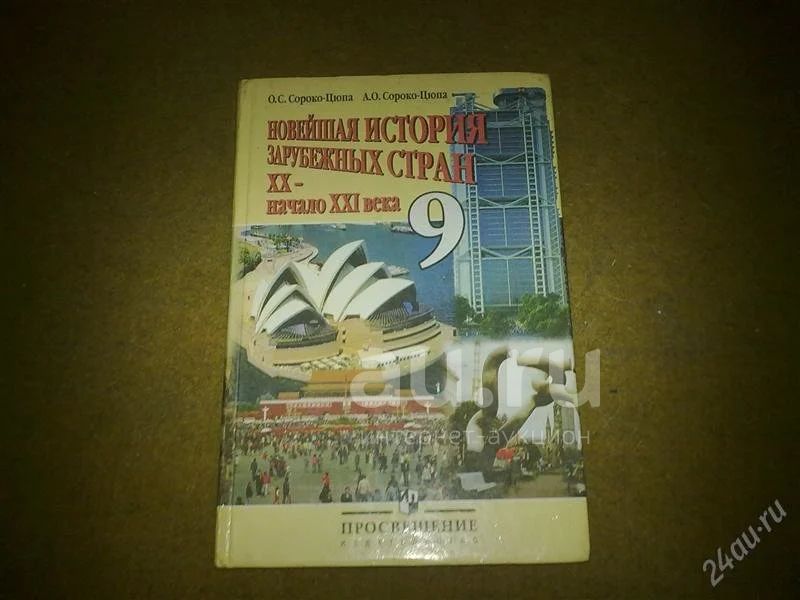 О.С. Сороко-Цюпа А.О. Сороко-Цюпа
НОВЕЙШАЯ ИСТОРИЯ
ЗАРУБЕЖНЫХ СТРАН
XX –
начало XXI века
9
au.ru
интернет-аукцион
ПРОСВЕЩЕНИЕ
ИЗДАТЕЛЬСТВО
24au.ru